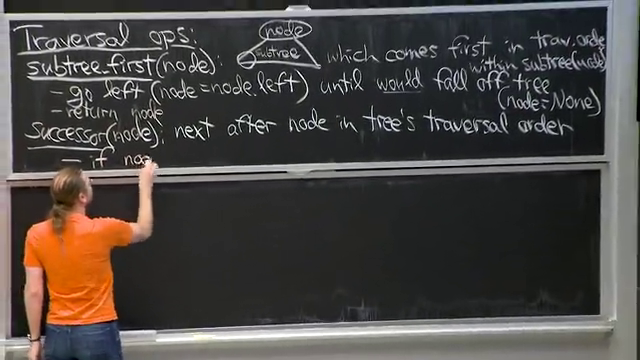 Traversal ops:
node
subtree
subtree_first(node): which comes first in trav. order
within subtree(node)
- go left (node = node.left) until would fall off tree
(node = None)
- return node
successor(node): next after node in tree's traversal order
- if